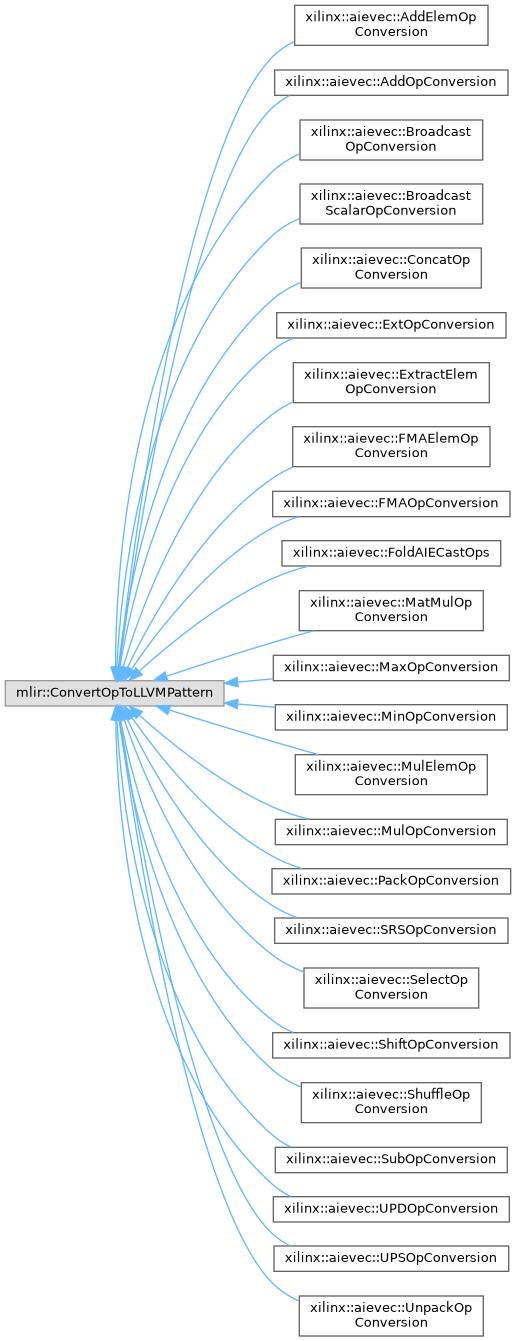 xilinx::aievec::AddElemOp
Conversion
xilinx::aievec::AddOpConversion
xilinx::aievec::Broadcast
OpConversion
xilinx::aievec::Broadcast
ScalarOpConversion
xilinx::aievec::ConcatOp
Conversion
xilinx::aievec::ExtOpConversion
xilinx::aievec::ExtractElem
OpConversion
xilinx::aievec::FMAElemOp
Conversion
xilinx::aievec::FMAOpConversion
xilinx::aievec::FoldAIECastOps
xilinx::aievec::MatMulOp
Conversion
xilinx::aievec::MaxOpConversion
mlir::ConvertOpToLLVMPattern
xilinx::aievec::MinOpConversion
xilinx::aievec::MulElemOp
Conversion
xilinx::aievec::MulOpConversion
xilinx::aievec::PackOpConversion
xilinx::aievec::SRSOpConversion
xilinx::aievec::SelectOp
Conversion
xilinx::aievec::ShiftOpConversion
xilinx::aievec::ShuffleOp
Conversion
xilinx::aievec::SubOpConversion
xilinx::aievec::UPDOpConversion
xilinx::aievec::UPSOpConversion
xilinx::aievec::UnpackOp
Conversion